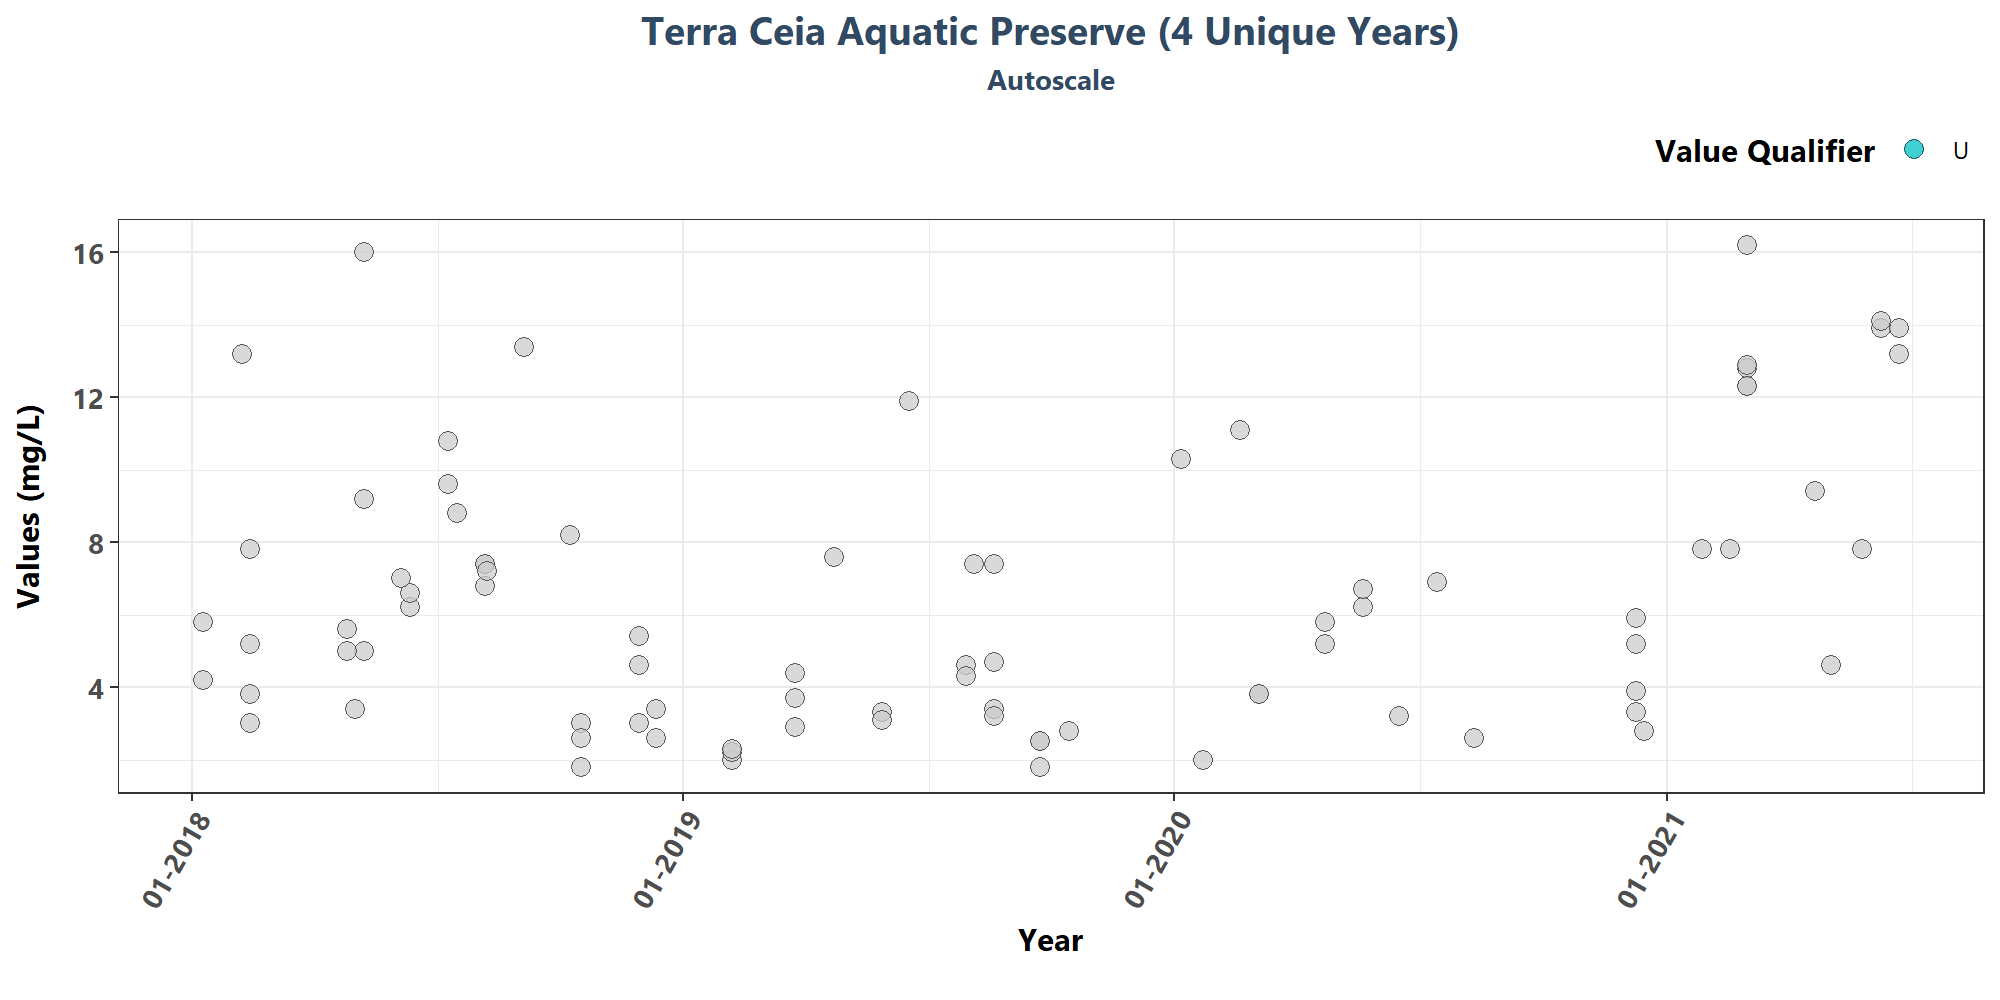 Terra Ceia Aquatic Preserve (4 Unique Years)
Autoscale
Value Qualifier U
16
12
8
4
Values (mg/L)
01-2018 01-2019 01-2020 01-2021
Year